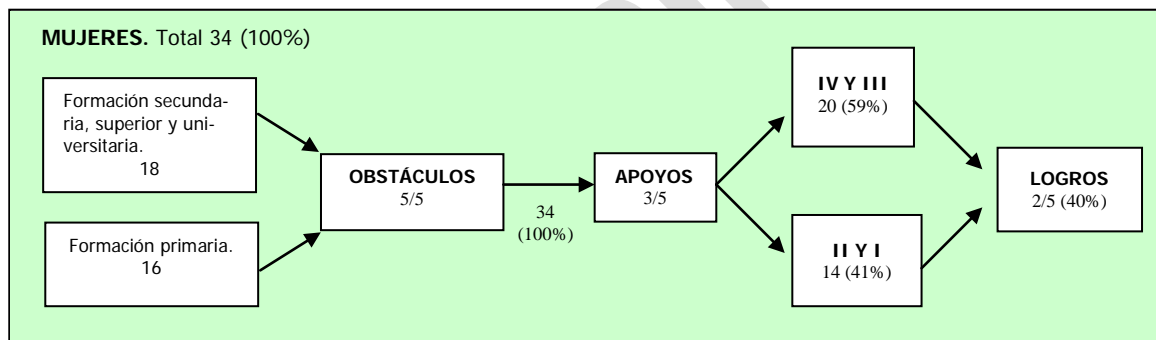 MUJERES. Total 34 (100%)
Formación secunda-
ria, superior y uni-
versitaria.
18
Formación primaria.
16
OBSTÁCULOS
5/5
34
(100%)
APOYOS
3/5
IV Y III
20 (59%)
II Y I
14 (41%)
LOGROS
2/5 (40%)